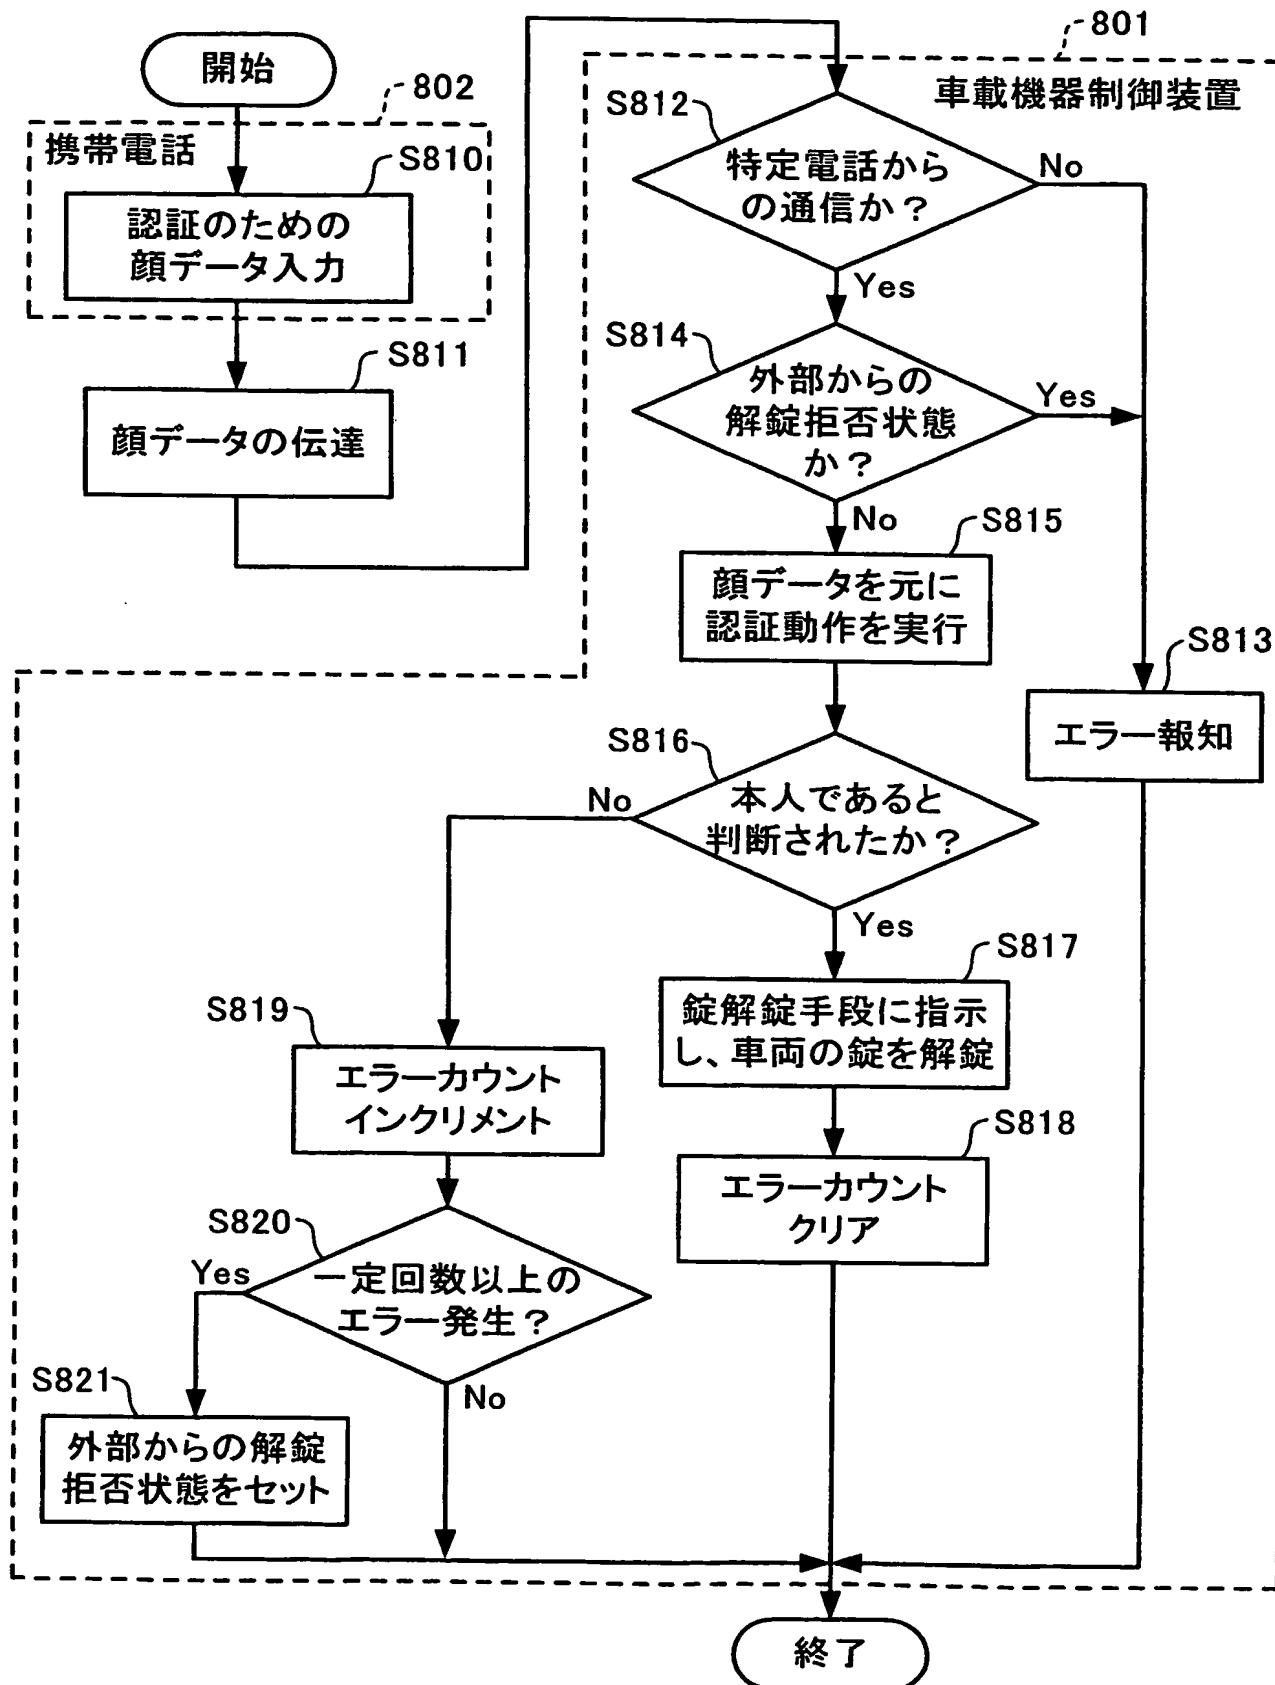 開始
802
携帯電話
S810
認証のための
顔データ入力
S811
顔データの伝達
801
車載機器制御装置
S812
特定電話から
の通信か?
No
Yes
S814
外部からの
解錠拒否状態
か?
Yes
No
S815
顔データを元に
認証動作を実行
S813
エラー報知
S816
本人であると
判断されたか?
No
Yes
S817
錠解錠手段に指示
し、車両の錠を解錠
S819
エラーカウント
インクリメント
S818
エラーカウント
クリア
S820
一定回数以上の
エラー発生?
Yes
No
S821
外部からの解錠
拒否状態をセット
終了